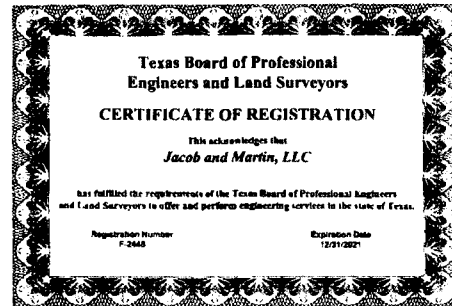 Texas Board of Professional
Engineers and Land Surveyors
CERTIFICATE OF REGISTRATION
This acknowledges that
Jacob and Martin, LLC
has fulfilled the requirements of the Texas Board of Professional Engineers
and Land Surveyors to offer and perform engineering services in the state of Texas.
Registration Number Expiration Date
F-2448 12/31/2021